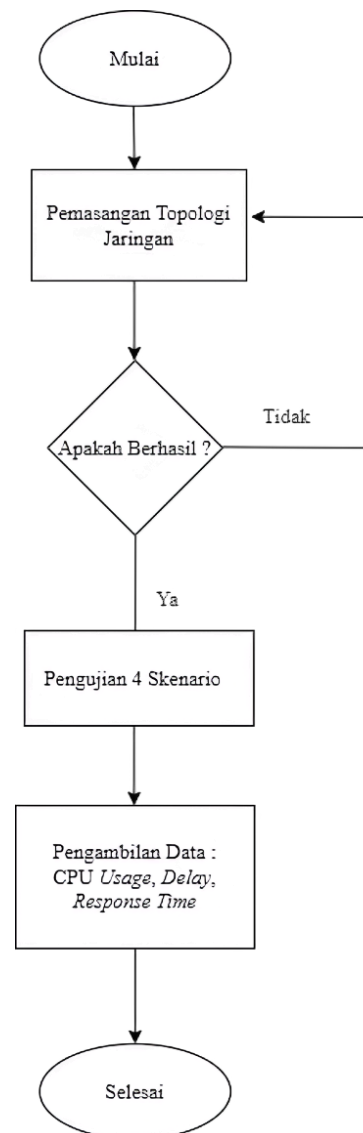 Mulai
Pemasangan Topologi
Jaringan
Apakah Berhasil ?
Tidak
Ya
Pengujian 4 Skenario
Pengambilan Data :
CPU Usage, Delay,
Response Time
Selesai